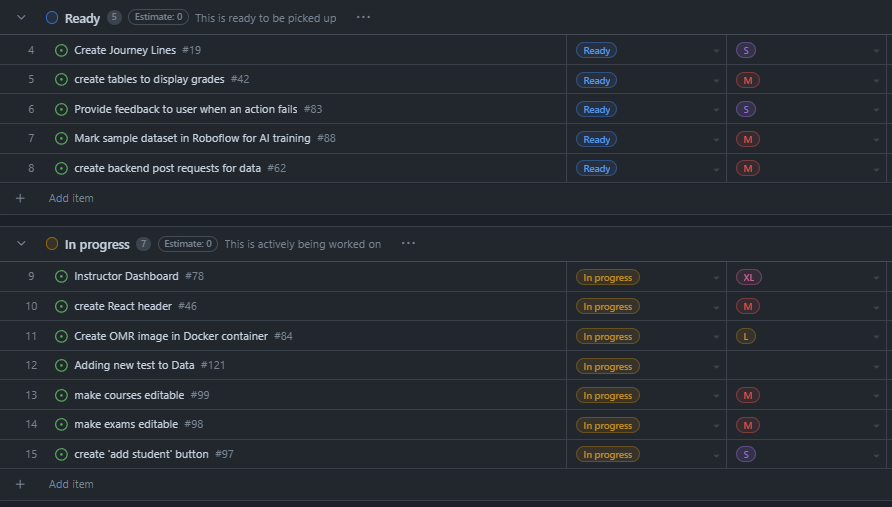 Ready 5 Estimate: 0 This is ready to be picked up ...
4 Create Journey Lines #19 Ready S
5 create tables to display grades #42 Ready M
6 Provide feedback to user when an action fails #83 Ready S
7 Mark sample dataset in Roboflow for AI training #88 Ready M
8 create backend post requests for data #62 Ready M
+ Add item
In progress 7 Estimate: 0 This is actively being worked on ...
9 Instructor Dashboard #78 In progress XL
10 create React header #46 In progress M
11 Create OMR image in Docker container #84 In progress L
12 Adding new test to Data #121 In progress
13 make courses editable #99 In progress M
14 make exams editable #98 In progress M
15 create 'add student' button #97 In progress S
+ Add item